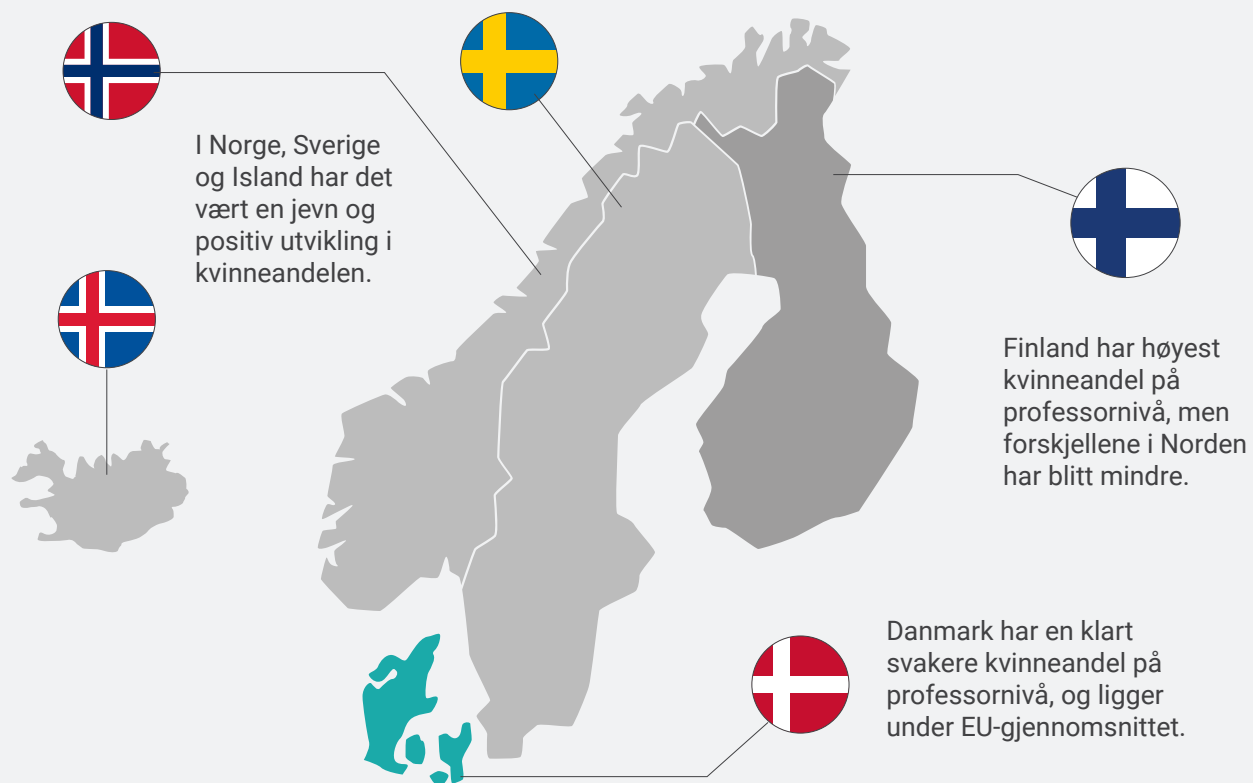 I Norge, Sverige
og Island har det
vært en jevn og
positiv utvikling i
kvinneandelen.
Finland har høyest
kvinneandel på
professornivå, men
forskjellene i Norden
har blitt mindre.
Danmark har en klart
svakere kvinneandel på
professornivå, og ligger
under EU-gjennomsnittet.